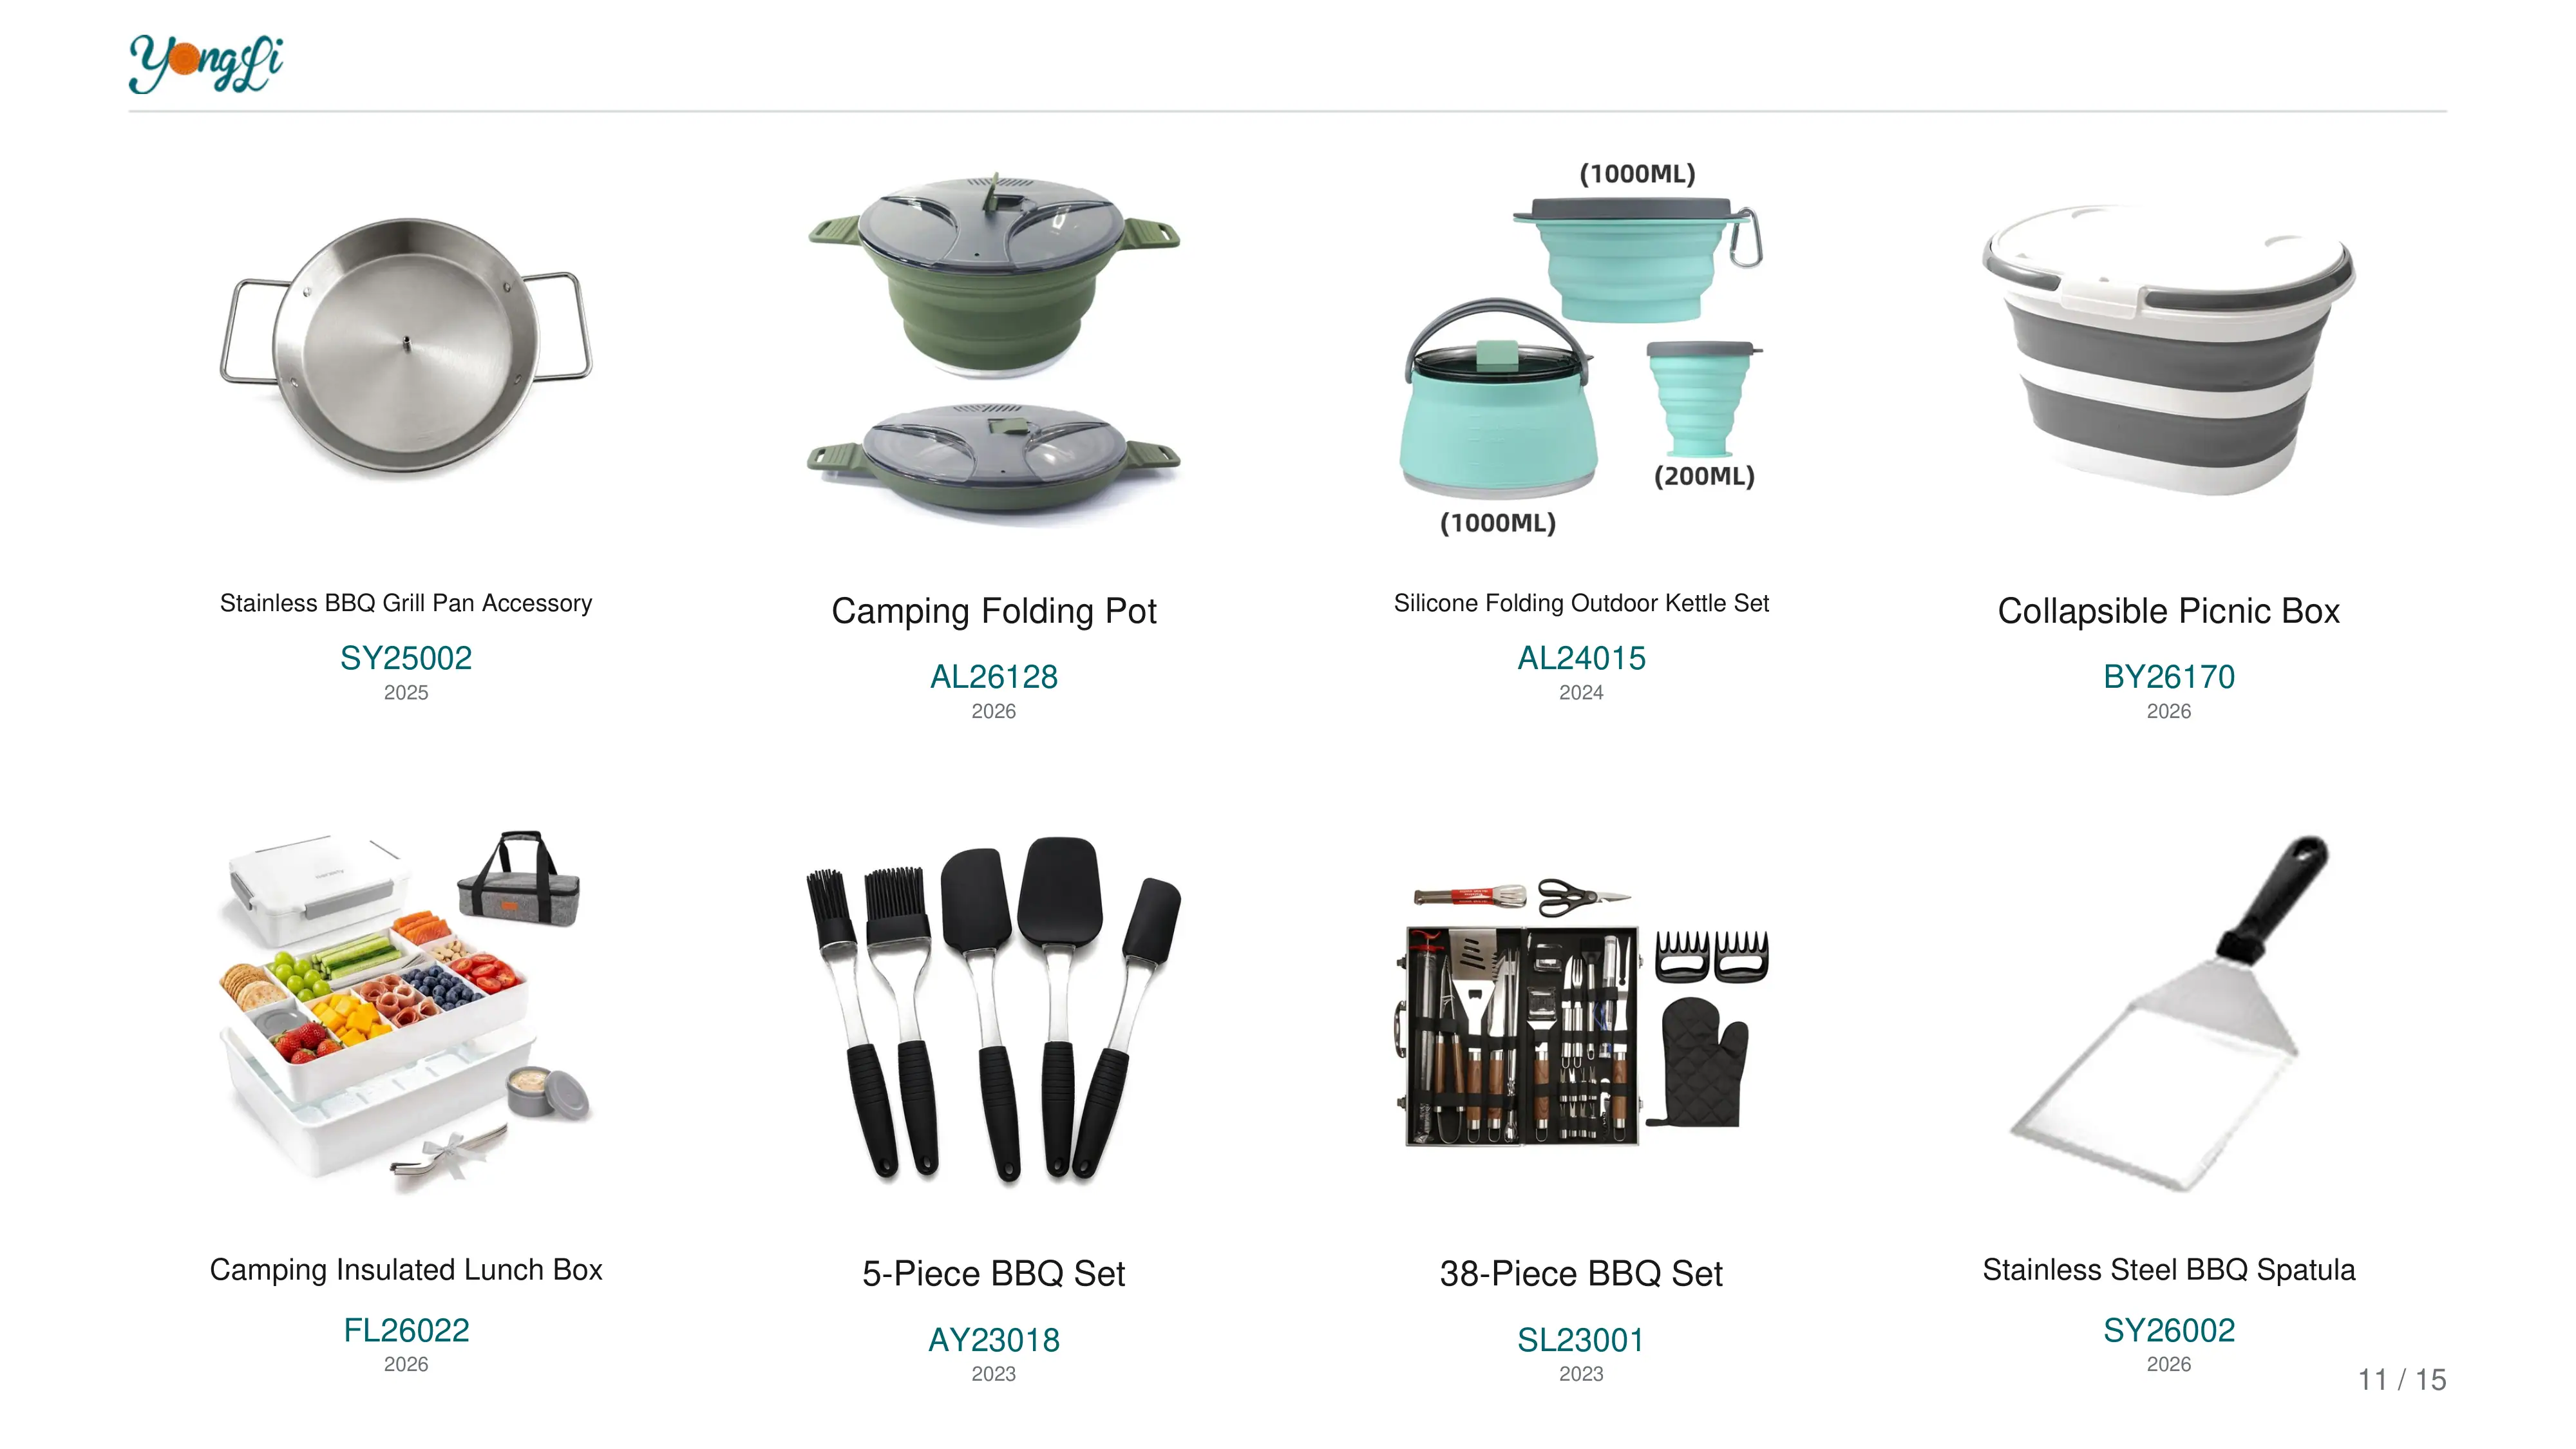 YongLi
(1000ML)
(200ML)
(1000ML)
Stainless BBQ Grill Pan Accessory
SY25002
2025
Camping Folding Pot
AL26128
2026
Silicone Folding Outdoor Kettle Set
AL24015
2024
Collapsible Picnic Box
BY26170
2026
Camping Insulated Lunch Box
FL26022
2026
5-Piece BBQ Set
AY23018
2023
38-Piece BBQ Set
SL23001
2023
Stainless Steel BBQ Spatula
SY26002
2026
11 / 15